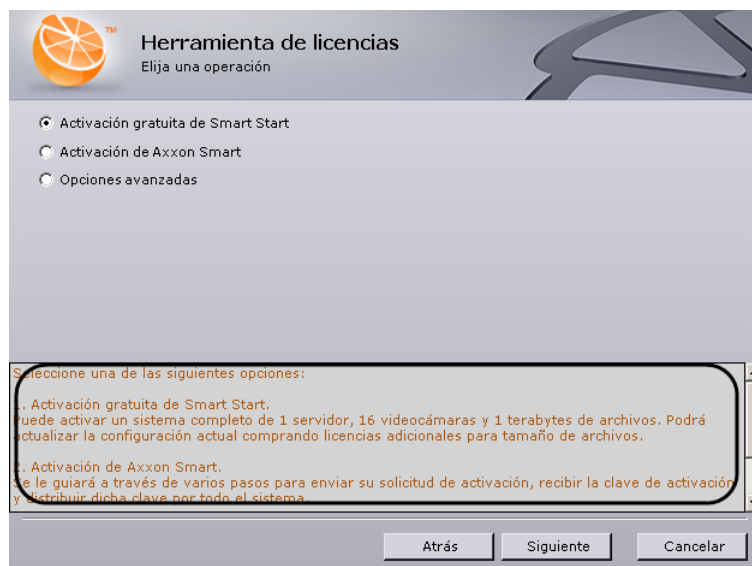 TM
Herramienta de licencias
Elija una operación
Activación gratuita de Smart Start
Activación de Axxon Smart
Opciones avanzadas
Seleccione una de las siguientes opciones:
1. Activación gratuita de Smart Start.
Puede activar un sistema completo de 1 servidor, 16 videocámaras y 1 terabytes de archivos. Podrá
actualizar la configuración actual comprando licencias adicionales para tamaño de archivos.
2. Activación de Axxon Smart.
Se le guiará a través de varios pasos para enviar su solicitud de activación, recibir la clave de activación
y distribuir dicha clave por todo el sistema.
Atrás
Siguiente
Cancelar